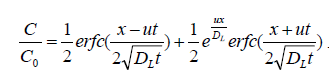 C/C₀ = 1/2 erfc((x − ut)/(2√(D_L t))) + 1/2 e^(ux/D_L) erfc((x + ut)/(2√(D_L t))) .